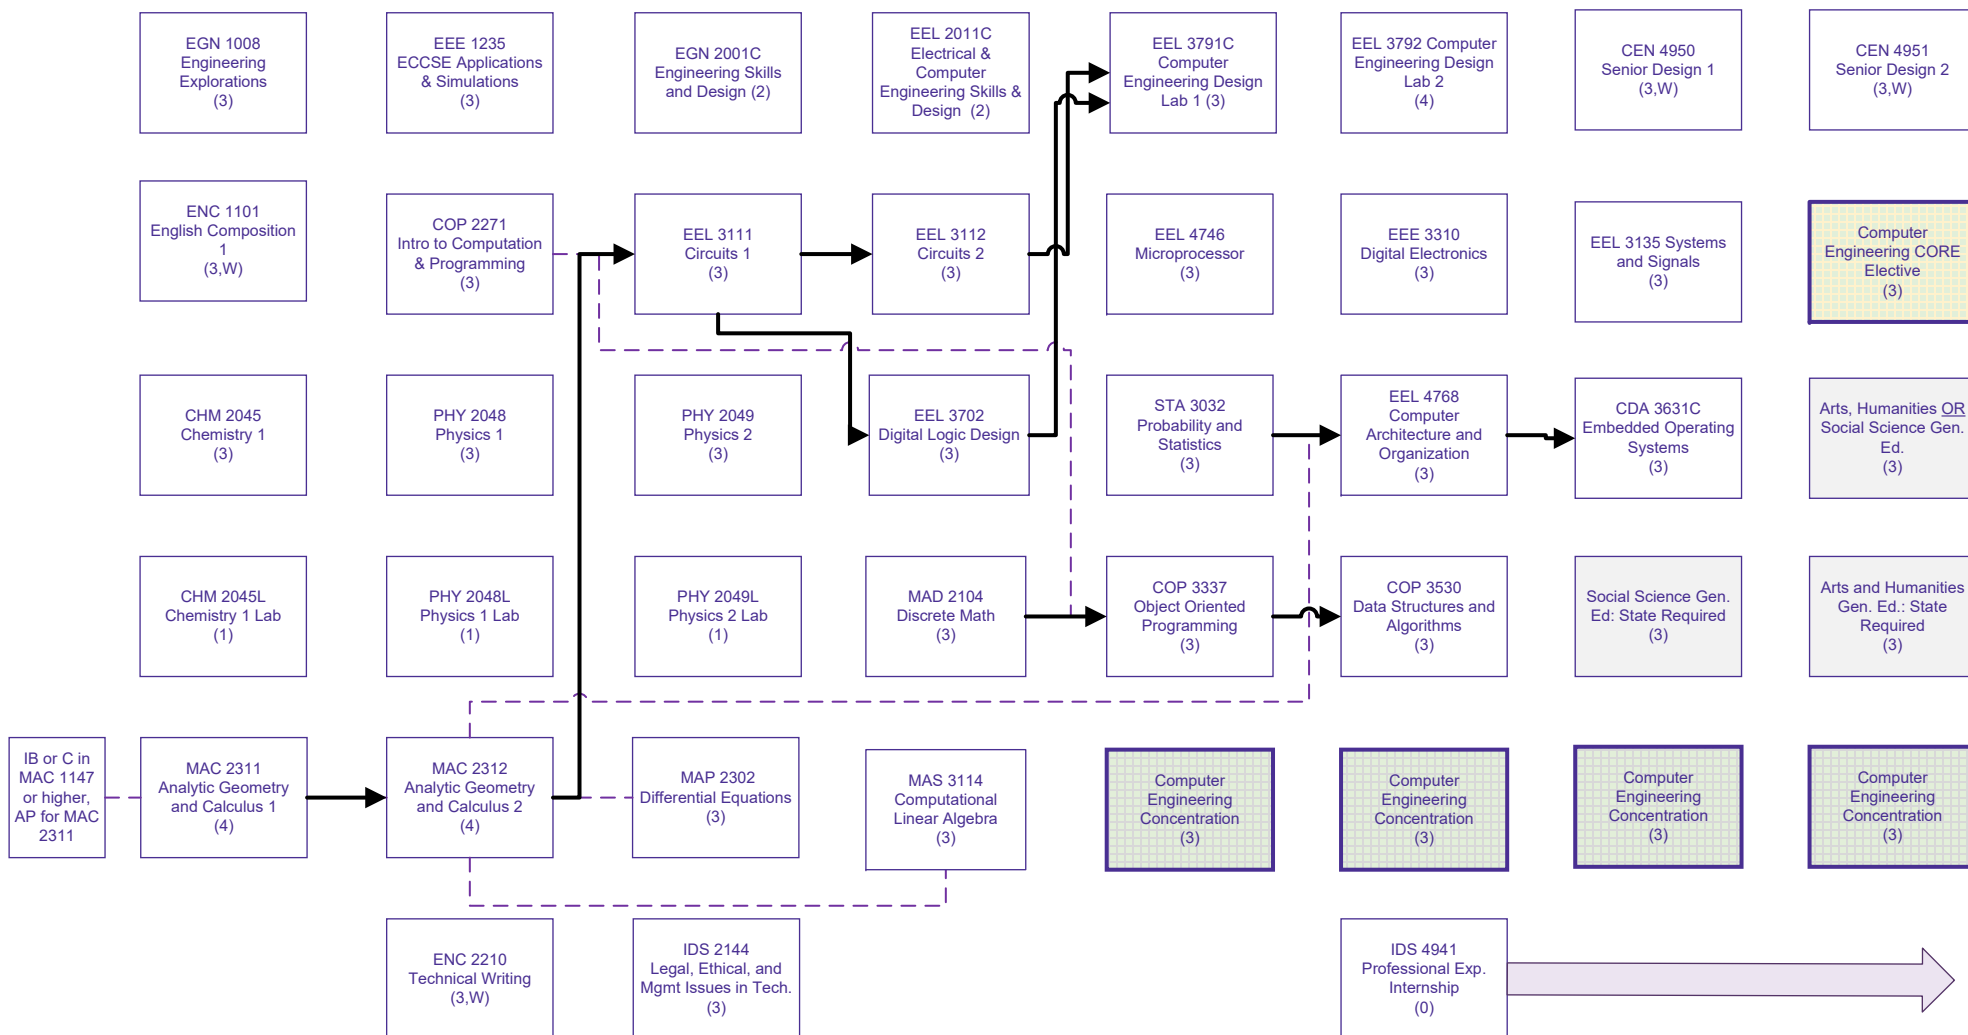 EGN 1008
Engineering
Explorations
(3)
EEE 1235
ECCSE Applications
& Simulations
(3)
EGN 2001C
Engineering Skills
and Design (2)
EEL 2011C
Electrical &
Computer
Engineering Skills &
Design (2)
EEL 3791C
Computer
Engineering Design
Lab 1 (3)
EEL 3792 Computer
Engineering Design
Lab 2
(4)
CEN 4950
Senior Design 1
(3,W)
CEN 4951
Senior Design 2
(3,W)
ENC 1101
English Composition
1
(3,W)
COP 2271
Intro to Computation
& Programming
(3)
EEL 3111
Circuits 1
(3)
EEL 3112
Circuits 2
(3)
EEL 4746
Microprocessor
(3)
EEE 3310
Digital Electronics
(3)
EEL 3135 Systems
and Signals
(3)
Computer
Engineering CORE
Elective
(3)
CHM 2045
Chemistry 1
(3)
PHY 2048
Physics 1
(3)
PHY 2049
Physics 2
(3)
EEL 3702
Digital Logic Design
(3)
STA 3032
Probability and
Statistics
(3)
EEL 4768
Computer
Architecture and
Organization
(3)
CDA 3631C
Embedded Operating
Systems
(3)
Arts, Humanities OR
Social Science Gen.
Ed.
(3)
CHM 2045L
Chemistry 1 Lab
(1)
PHY 2048L
Physics 1 Lab
(1)
PHY 2049L
Physics 2 Lab
(1)
MAD 2104
Discrete Math
(3)
COP 3337
Object Oriented
Programming
(3)
COP 3530
Data Structures and
Algorithms
(3)
Social Science Gen.
Ed: State Required
(3)
Arts and Humanities
Gen. Ed.: State
Required
(3)
IB or C in
MAC 1147
or higher,
AP for MAC
2311
MAC 2311
Analytic Geometry
and Calculus 1
(4)
MAC 2312
Analytic Geometry
and Calculus 2
(4)
MAP 2302
Differential Equations
(3)
MAS 3114
Computational
Linear Algebra
(3)
Computer
Engineering
Concentration
(3)
Computer
Engineering
Concentration
(3)
Computer
Engineering
Concentration
(3)
Computer
Engineering
Concentration
(3)
ENC 2210
Technical Writing
(3,W)
IDS 2144
Legal, Ethical, and
Mgmt Issues in Tech.
(3)
IDS 4941
Professional Exp.
Internship
(0)